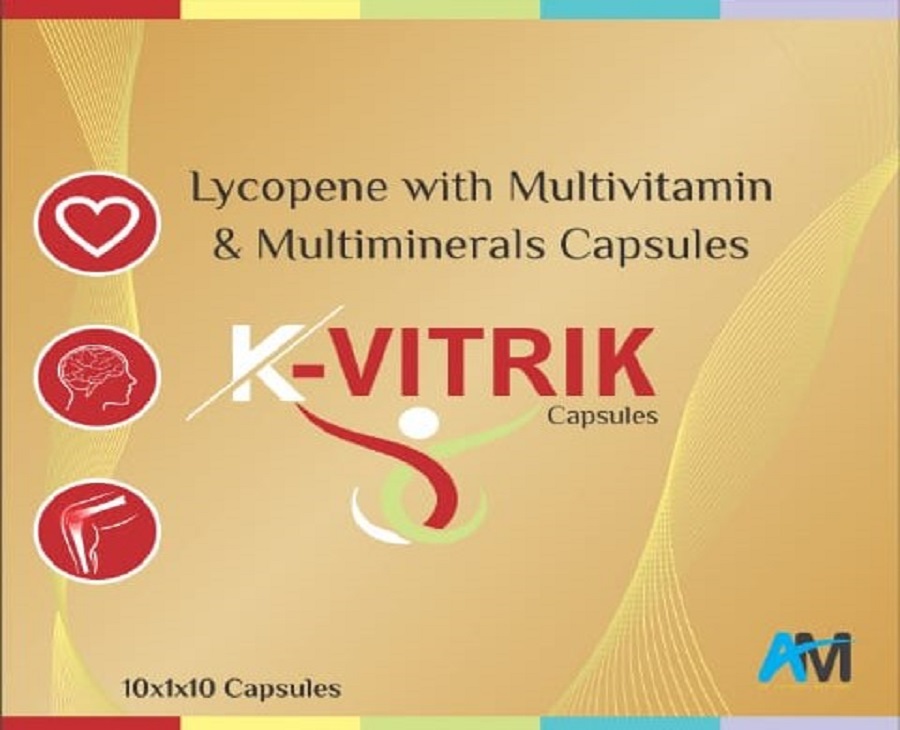 Lycopene with Multivitamin
& Multiminerals Capsules
K-VITRIK
Capsules
10x1x10 Capsules
AM